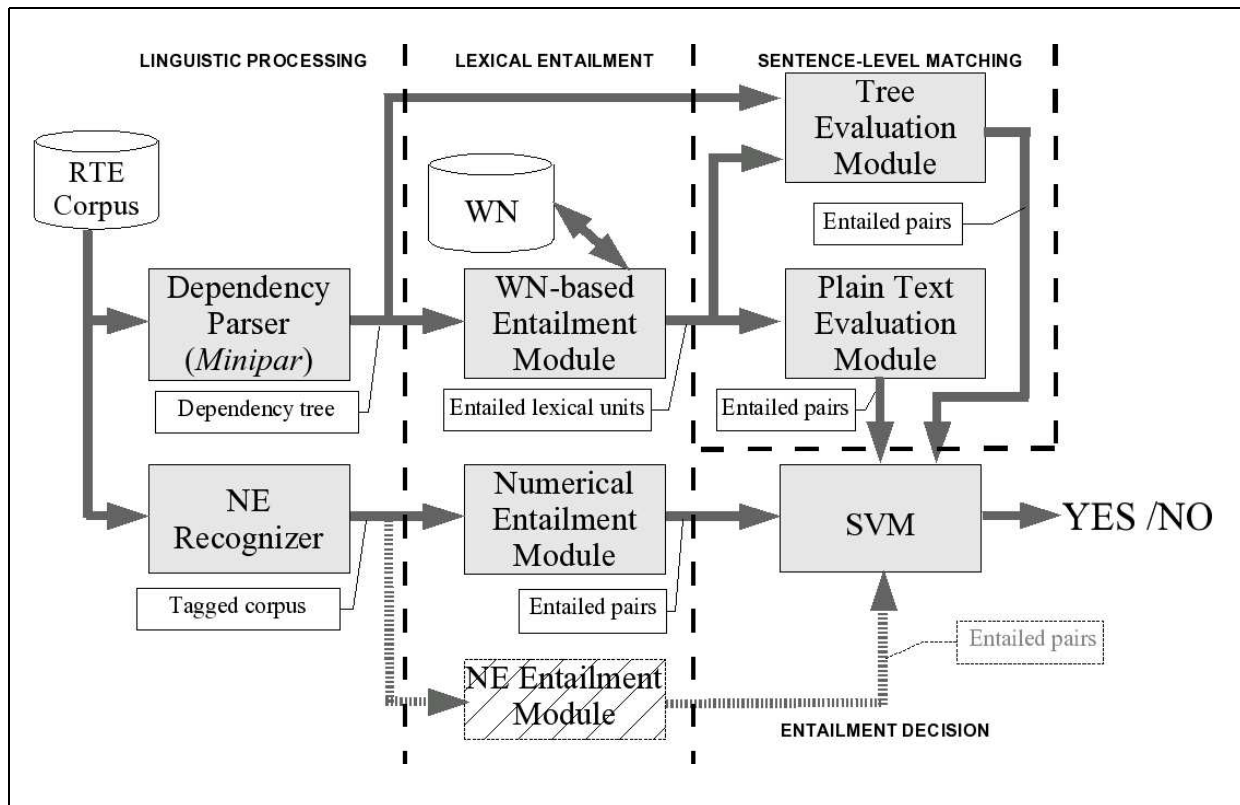 LINGUISTIC PROCESSING
LEXICAL ENTAILMENT
SENTENCE-LEVEL MATCHING
RTE
Corpus
WN
Tree
Evaluation
Module
Entailed pairs
Dependency
Parser
(Minipar)
Dependency tree
WN-based
Entailment
Module
Entailed lexical units
Plain Text
Evaluation
Module
Entailed pairs
NE
Recognizer
Tagged corpus
Numerical
Entailment
Module
Entailed pairs
SVM
YES /NO
Entailed pairs
NE Entailment
Module
ENTAILMENT DECISION